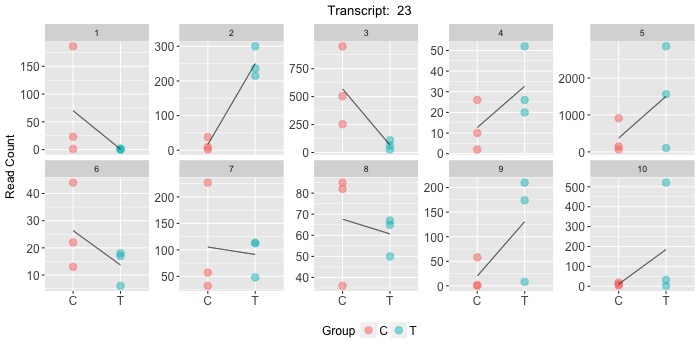 Transcript: 23
1 2 3 4 5
150 100 50 0
300 200 100 0
750 500 250 0
50 40 30 20 10 0
2000 1000 0
Read Count
6 7 8 9 10
40 30 20 10
200 150 100 50
80 70 60 50 40
200 150 100 50 0
500 400 300 200 100 0
C T C T C T C T C T
Group C T